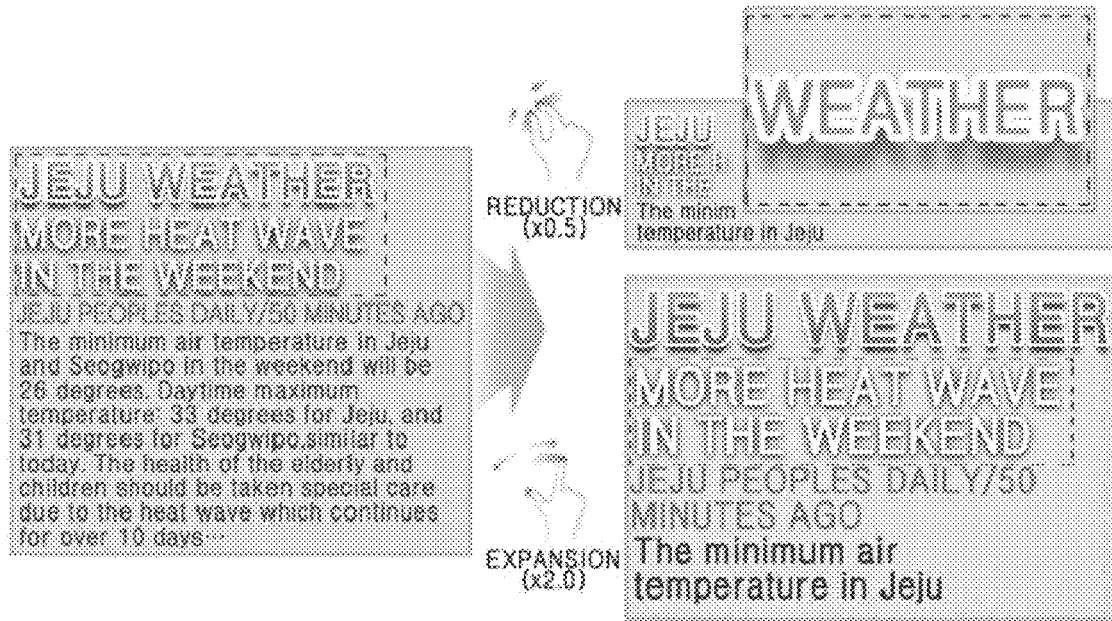 JEJU WEATHER
MORE HEAT WAVE
IN THE WEEKEND
JEJU PEOPLES DAILY/50 MINUTES AGO
The minimum air temperature in Jeju
and Seogwipo in the weekend will be
26 degrees. Daytime maximum
temperature: 33 degrees for Jeju, and
31 degrees for Seogwipo,similar to
today. The health of the elderly and
children should be taken special care
due to the heat wave which continues
for over 10 days···
REDUCTION
(x0.5)
EXPANSION
(x2.0)
WEATHER
JEJU
MORE H
IN THE
The minim
temperature in Jeju
JEJU WEATHER
MORE HEAT WAVE
IN THE WEEKEND
JEJU PEOPLES DAILY/50
MINUTES AGO
The minimum air
temperature in Jeju